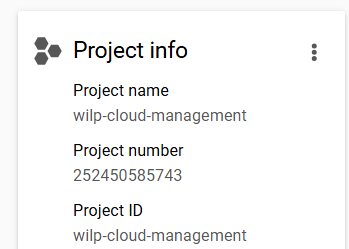 Project info
Project name
wilp-cloud-management
Project number
252450585743
Project ID
wilp-cloud-management